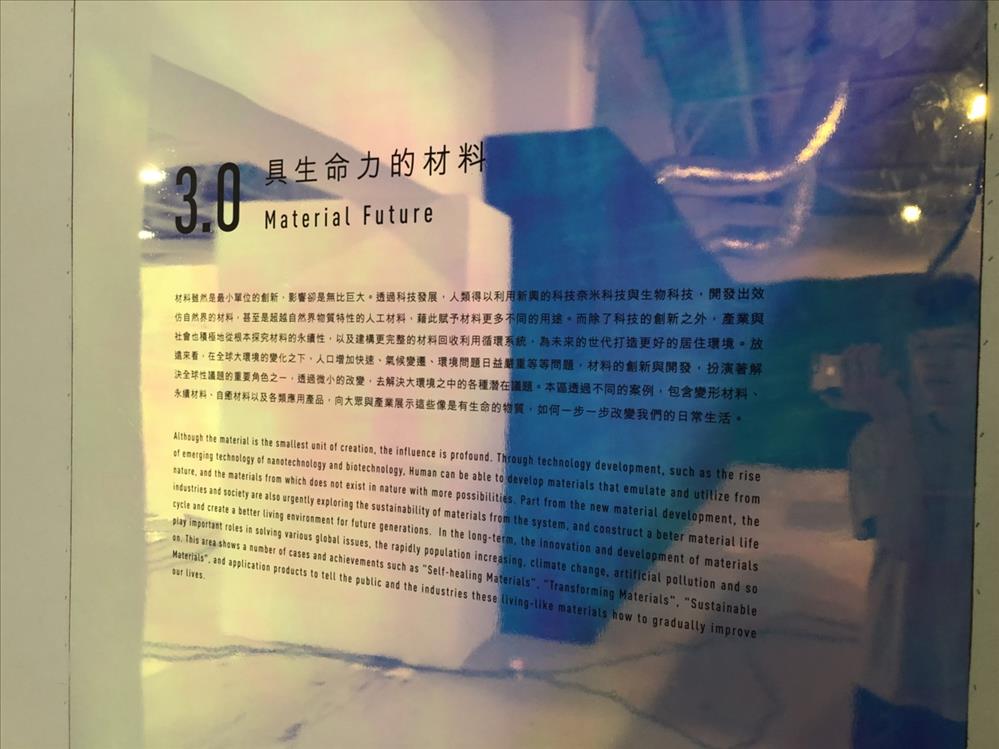 3.0
具生命力的材料
Material Future
材料雖然是最小單位的創新，影響卻是無比巨大。透過科技發展，人類得以利用新興的科技奈米科技與生物科技，開發出效
仿自然界的材料，甚至是超越自然界物質特性的人工材料，藉此賦予材料更多不同的用途。而除了科技的創新之外，產業與
社會也積極地從根本探究材料的永續性，以及建構更完整的材料回收利用循環系統，為未來的世代打造更好的居住環境。放
遠來看，在全球大環境的變化之下，人口增加快速、氣候變遷、環境問題日益嚴重等等問題，材料的創新與開發，扮演著解
決全球性議題的重要角色之一，透過微小的改變，去解決大環境之中的各種潛在議題。本區透過不同的案例，包含變形材料、
永續材料、自癒材料以及各類應用產品，向大眾與產業展示這些像是有生命的物質，如何一步一步改變我們的日常生活。
Although the material is the smallest unit of creation, the influence is profound. Through technology development, such as the rise
of emerging technology of nanotechnology and biotechnology, Human can be able to develop materials that emulate and utilize from
nature, and the materials from which does not exist in nature with more possibilities. Part from the new material development, the
industries and society are also urgently exploring the sustainability of materials from the system, and construct a beter material life
cycle and create a better living environment for future generations. In the long-term, the innovation and development of materials
play important roles in solving various global issues, the rapidly population increasing, climate change, artificial pollution and so
on. This area shows a number of cases and achievements such as "Self-healing Materials", "Transforming Materials", "Sustainable
Materials", and application products to tell the public and the industries these living-like materials how to gradually improve
our lives.